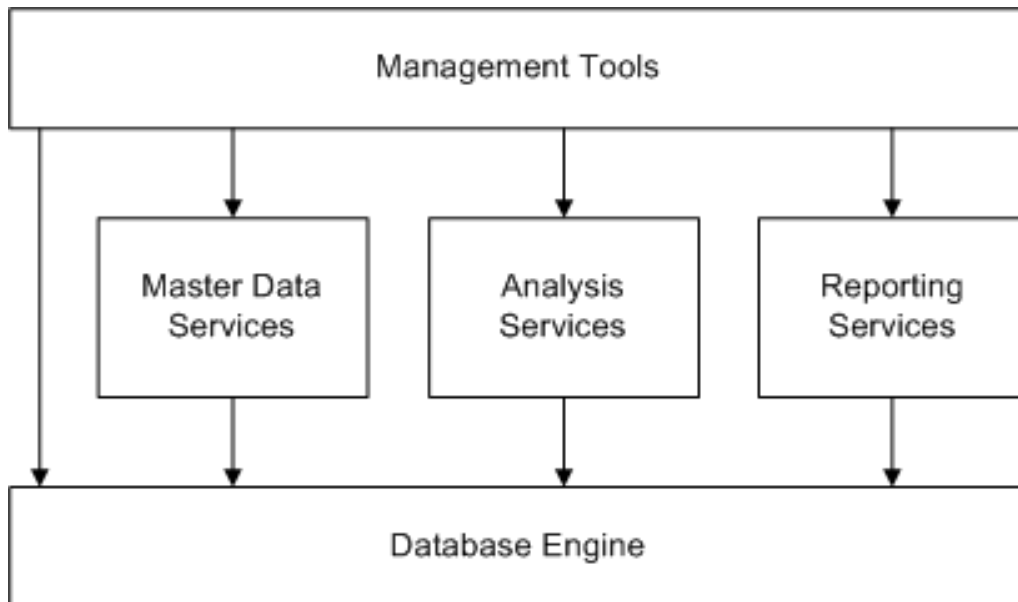 Management Tools
Master Data
Services
Analysis
Services
Reporting
Services
Database Engine